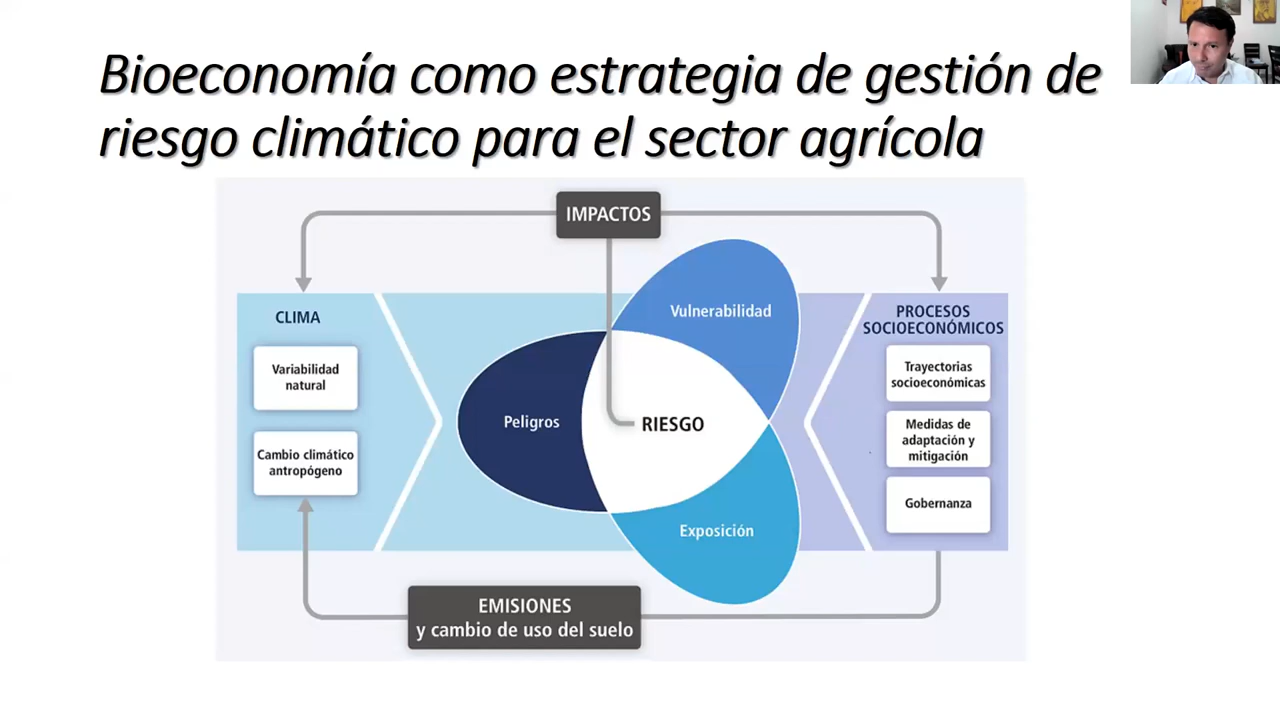 Bioeconomía como estrategia de gestión de
riesgo climático para el sector agrícola
IMPACTOS
CLIMA
Variabilidad
natural
Cambio climático
antropógeno
Peligros
Vulnerabilidad
RIESGO
Exposición
PROCESOS
SOCIOECONÓMICOS
Trayectorias
socioeconómicas
Medidas de
adaptación y
mitigación
Gobernanza
EMISIONES
y cambio de uso del suelo